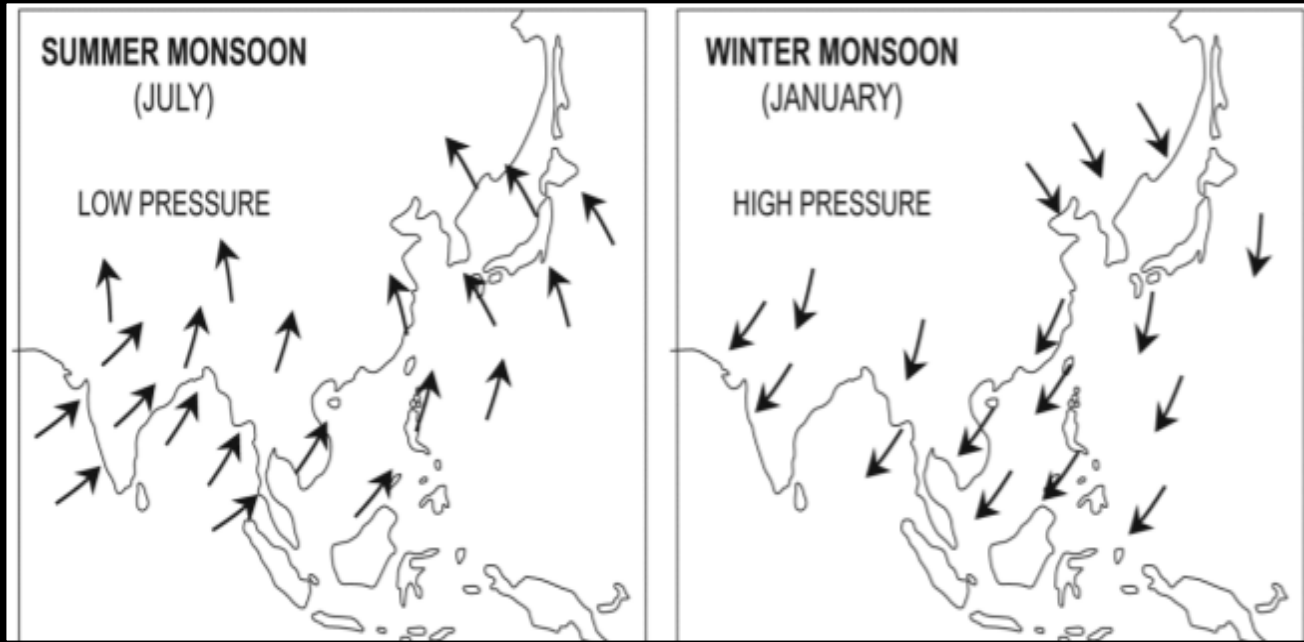 SUMMER MONSOON
(JULY)
LOW PRESSURE
WINTER MONSOON
(JANUARY)
HIGH PRESSURE